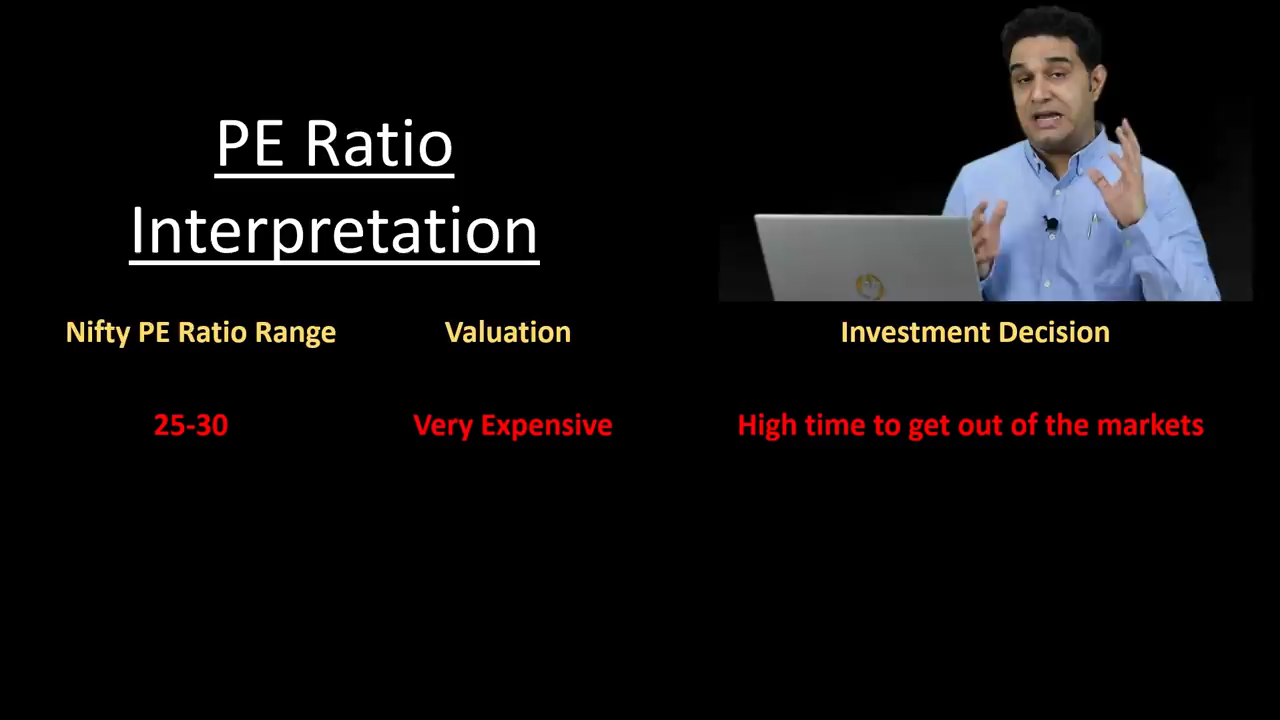 PE Ratio
Interpretation
Nifty PE Ratio Range Valuation Investment Decision
25-30 Very Expensive High time to get out of the markets